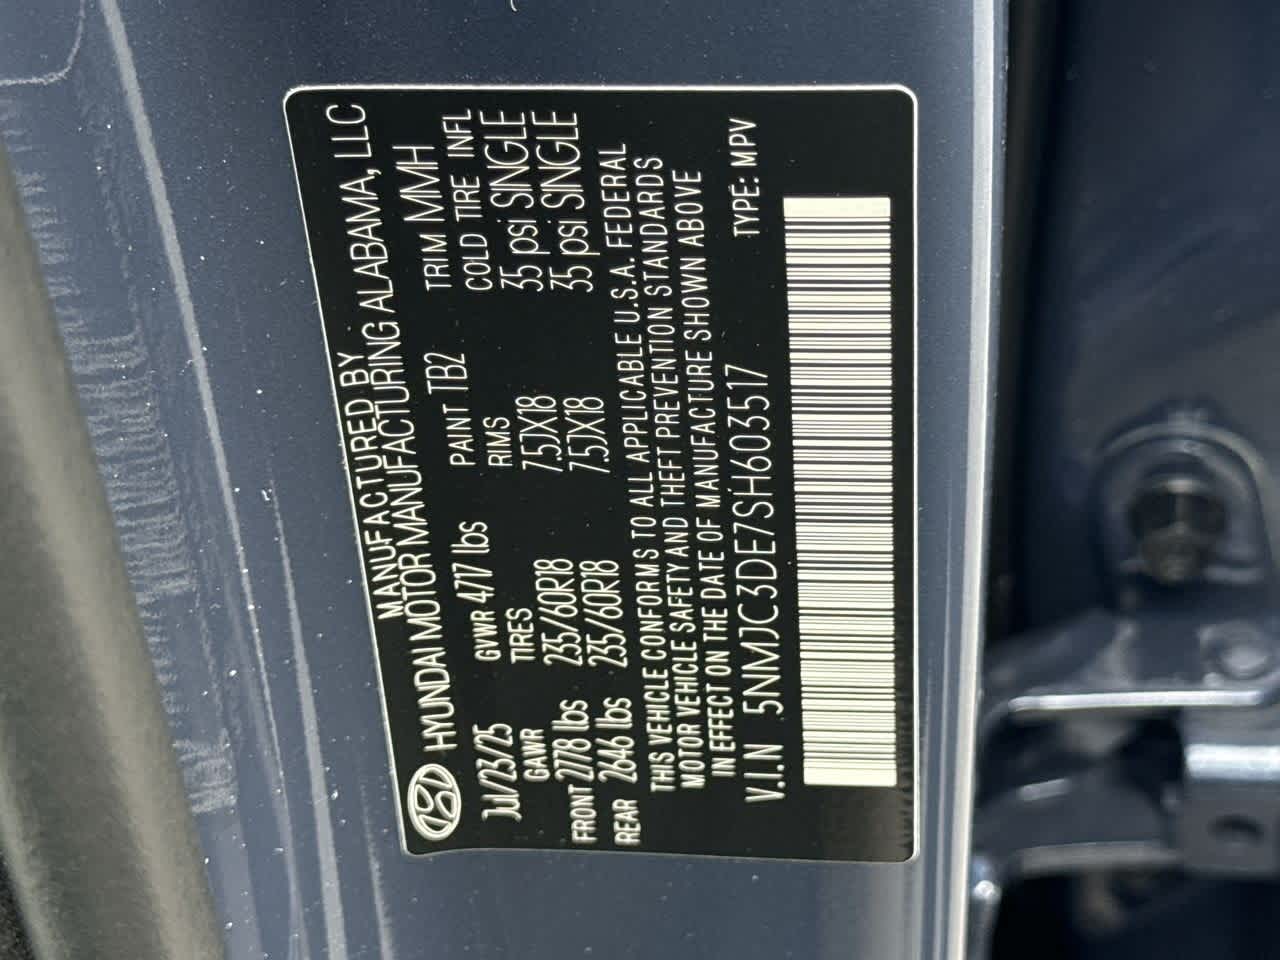 MANUFACTURED BY
HYUNDAI MOTOR MANUFACTURING ALABAMA, LLC
Jul/23/25 GVWR 4717 lbs PAINT TB2 TRIM MMH
GAWR TIRES RIMS COLD TIRE INFL
FRONT 2778 lbs 235/60R18 7.5JX18 35 psi SINGLE
REAR 2646 lbs 235/60R18 7.5JX18 35 psi SINGLE
THIS VEHICLE CONFORMS TO ALL APPLICABLE U.S.A. FEDERAL
MOTOR VEHICLE SAFETY AND THEFT PREVENTION STANDARDS
IN EFFECT ON THE DATE OF MANUFACTURE SHOWN ABOVE
V.I.N 5NMJC3DE7SH603517 TYPE: MPV